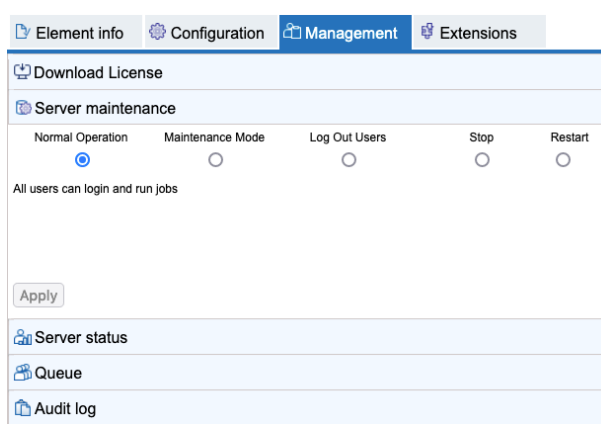 Element info Configuration Management Extensions
Download License
Server maintenance
Normal Operation Maintenance Mode Log Out Users Stop Restart
All users can login and run jobs
Apply
Server status
Queue
Audit log